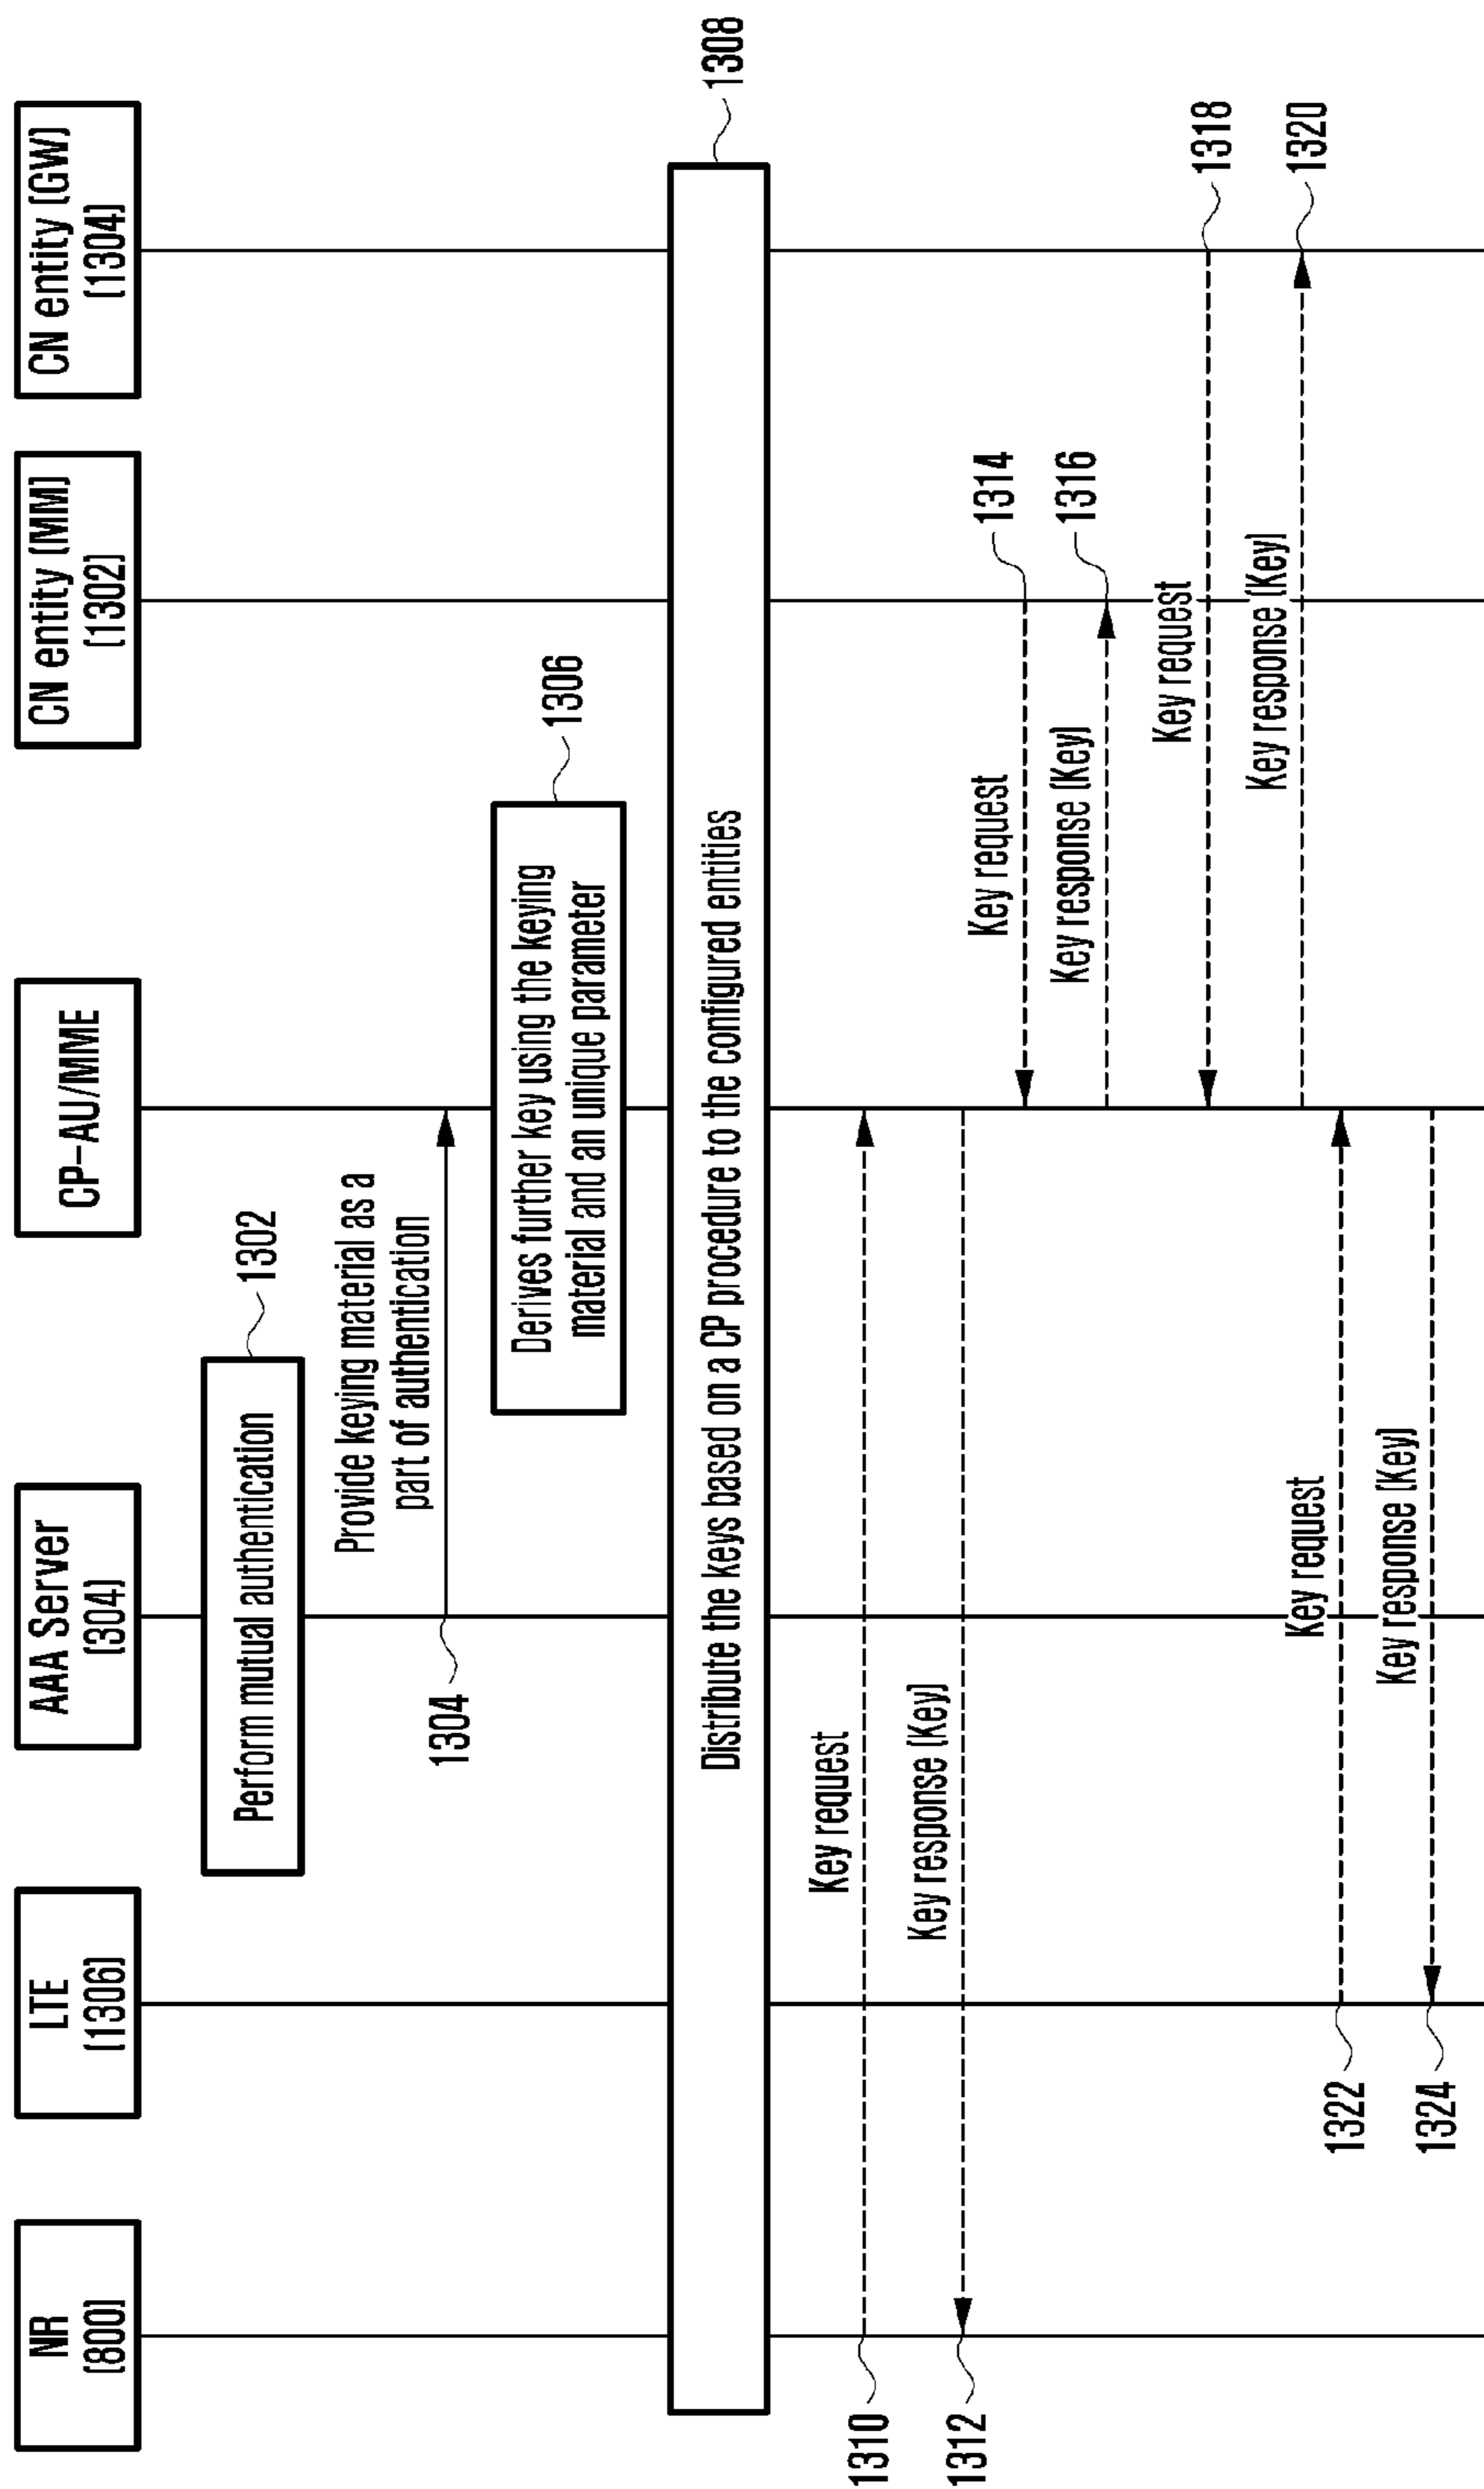 NR
(800)
LTE
(1306)
AAA Server
(304)
CP-AU/MME
CN entity (MM)
(1302)
CN entity (GW)
(1304)
Perform mutual authentication
1302
Provide keying material as a
part of authentication
1304
Derives further key using the keying
material and an unique parameter
1306
Distribute the keys based on a CP procedure to the configured entities
1308
Key request
1310
Key response (Key)
1312
Key request
1314
Key response (Key)
1316
Key request
1318
Key response (Key)
1320
Key request
1322
Key response (Key)
1324